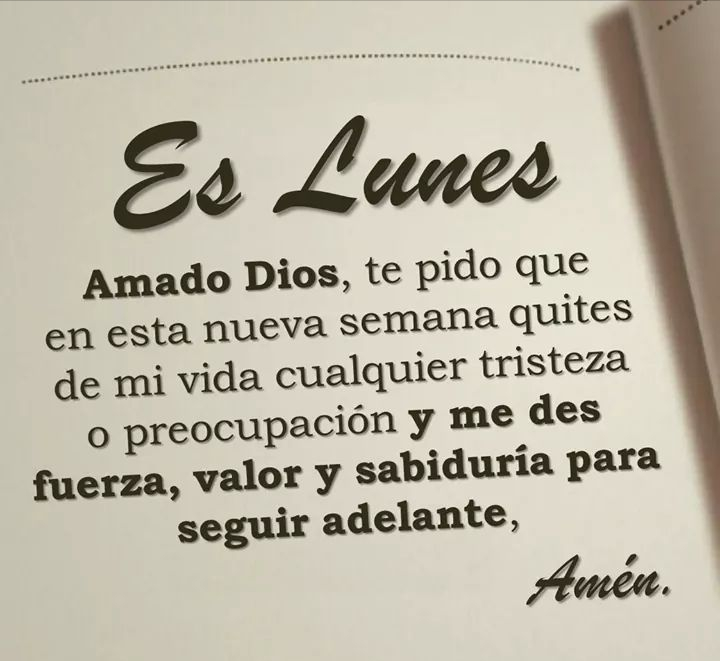 Es Lunes
Amado Dios, te pido que
en esta nueva semana quites
de mi vida cualquier tristeza
o preocupación y me des
fuerza, valor y sabiduría para
seguir adelante,
Amén.